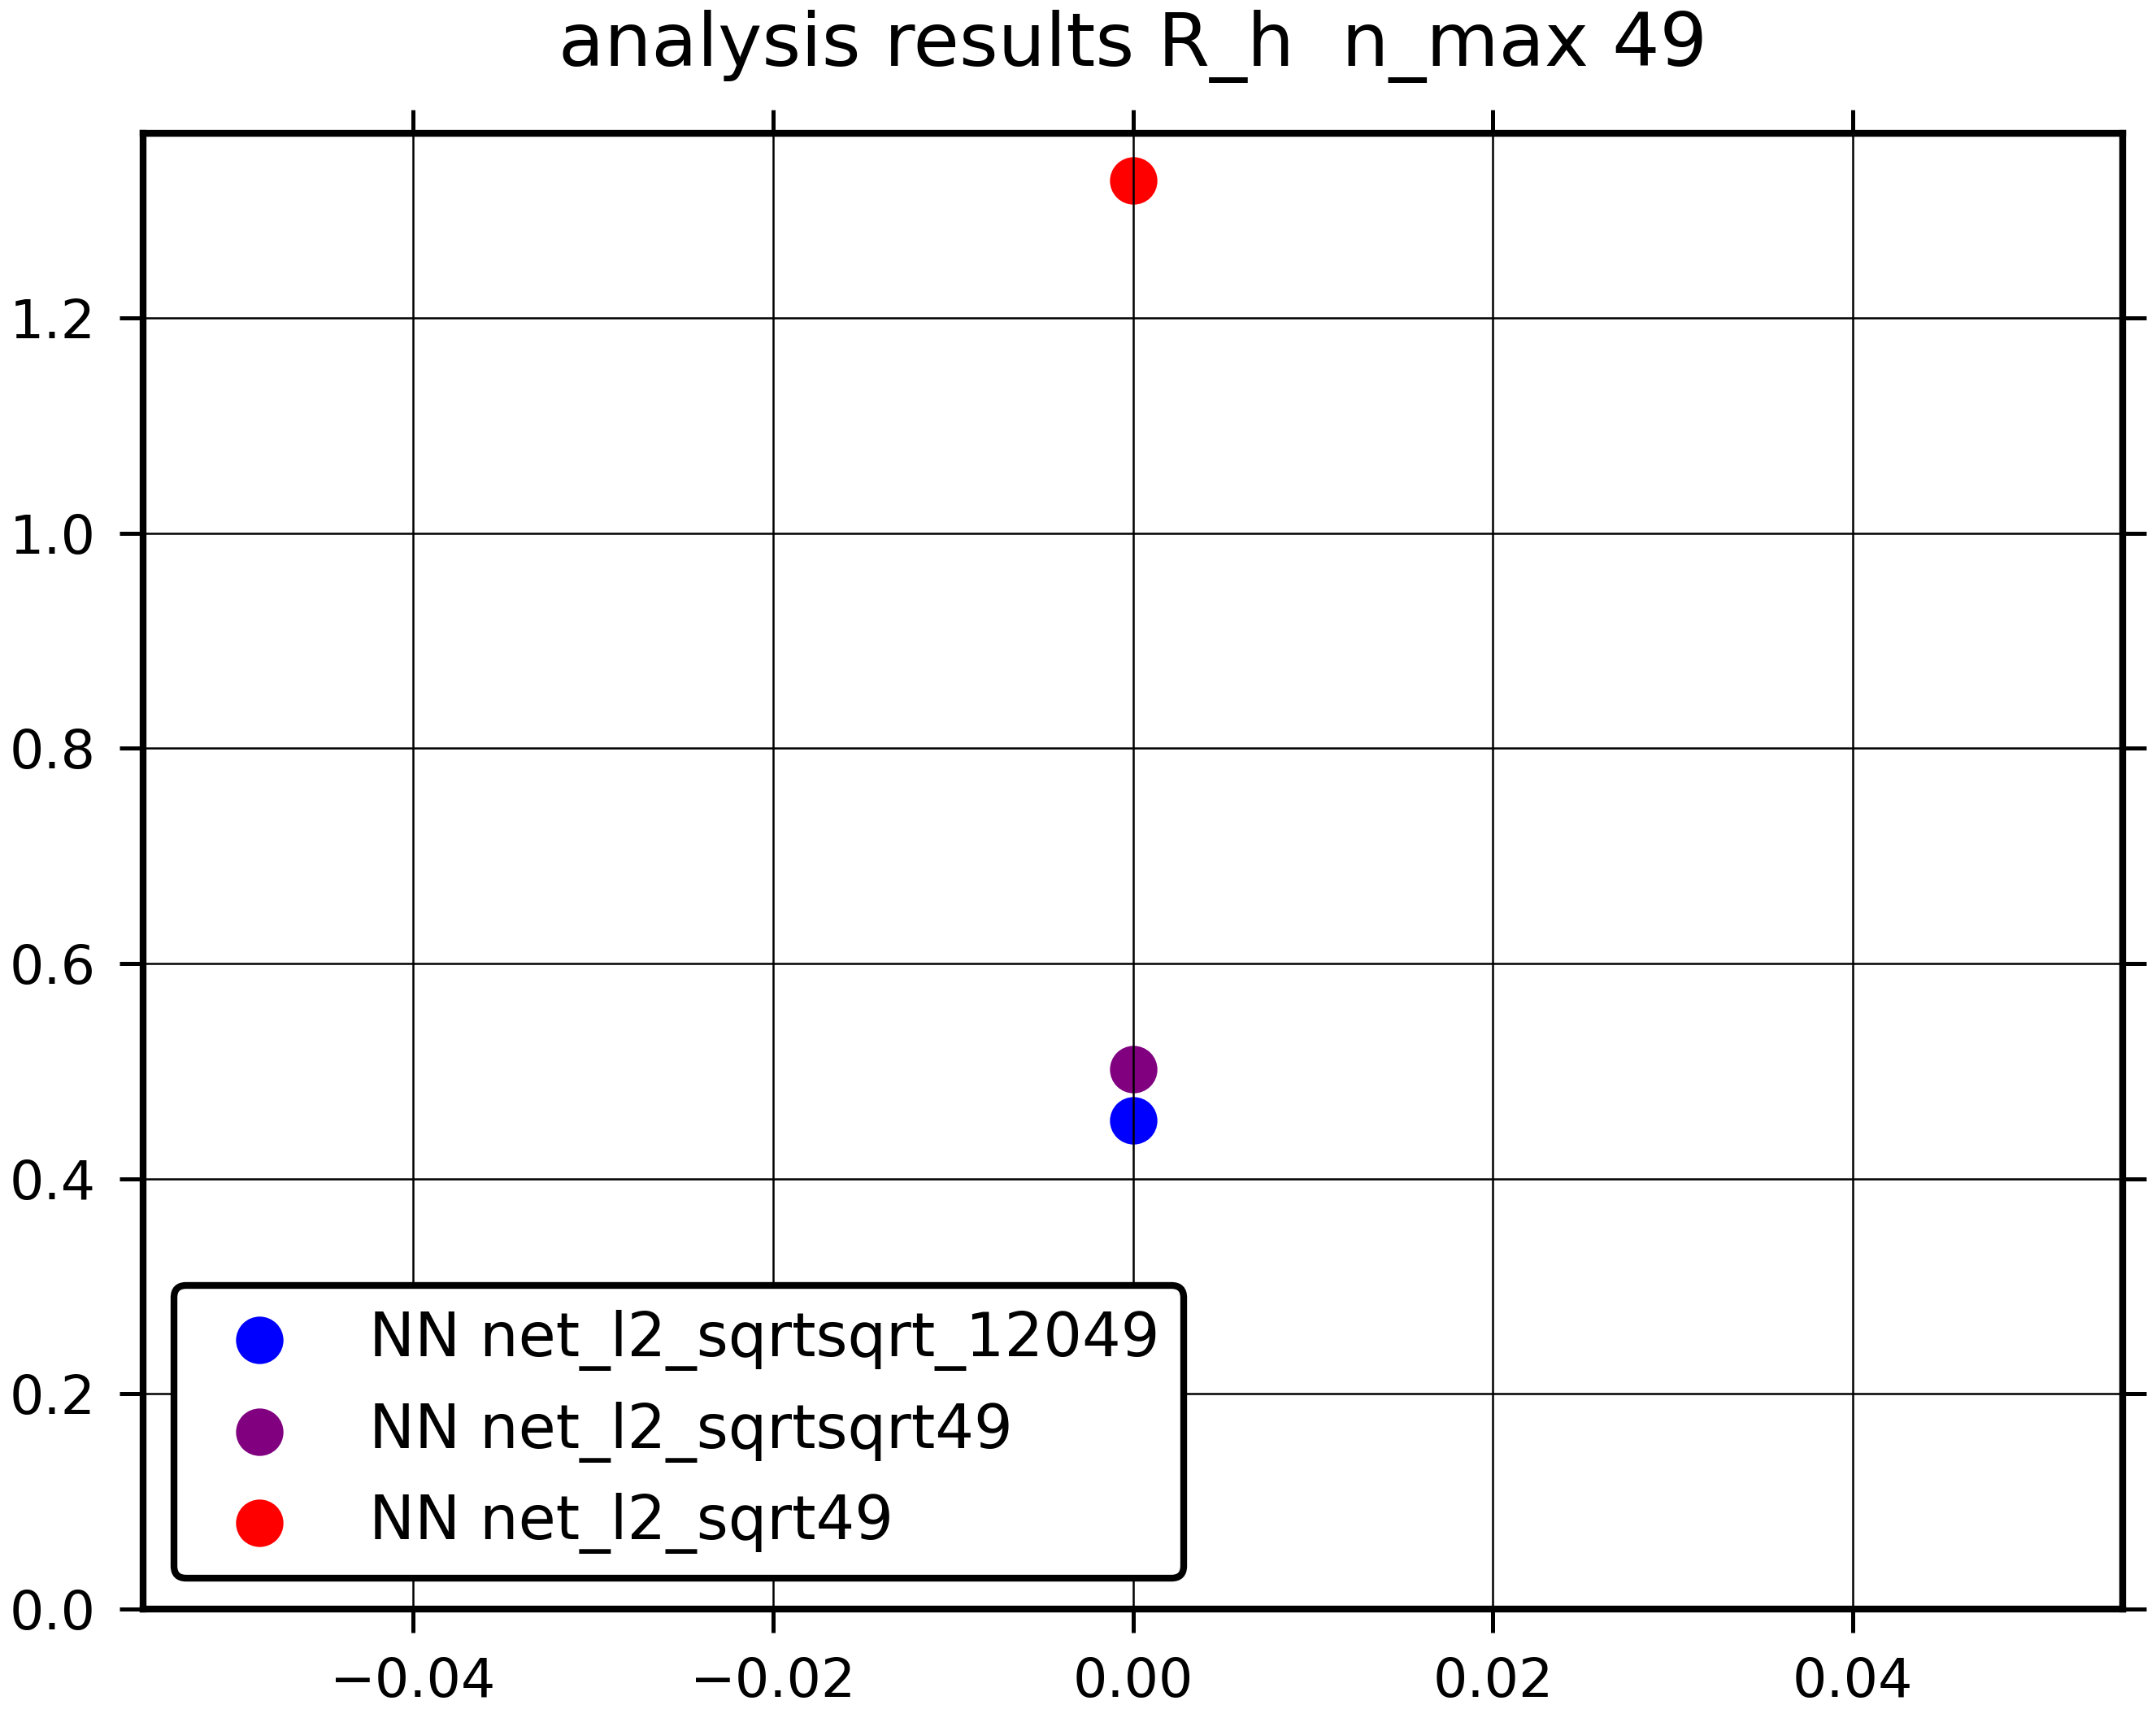 analysis results R_h  n_max 49
1.2
1.0
0.8
0.6
0.4
0.2
0.0
NN net_l2_sqrtsqrt_12049
NN net_l2_sqrtsqrt49
NN net_l2_sqrt49
−0.04 −0.02 0.00 0.02 0.04